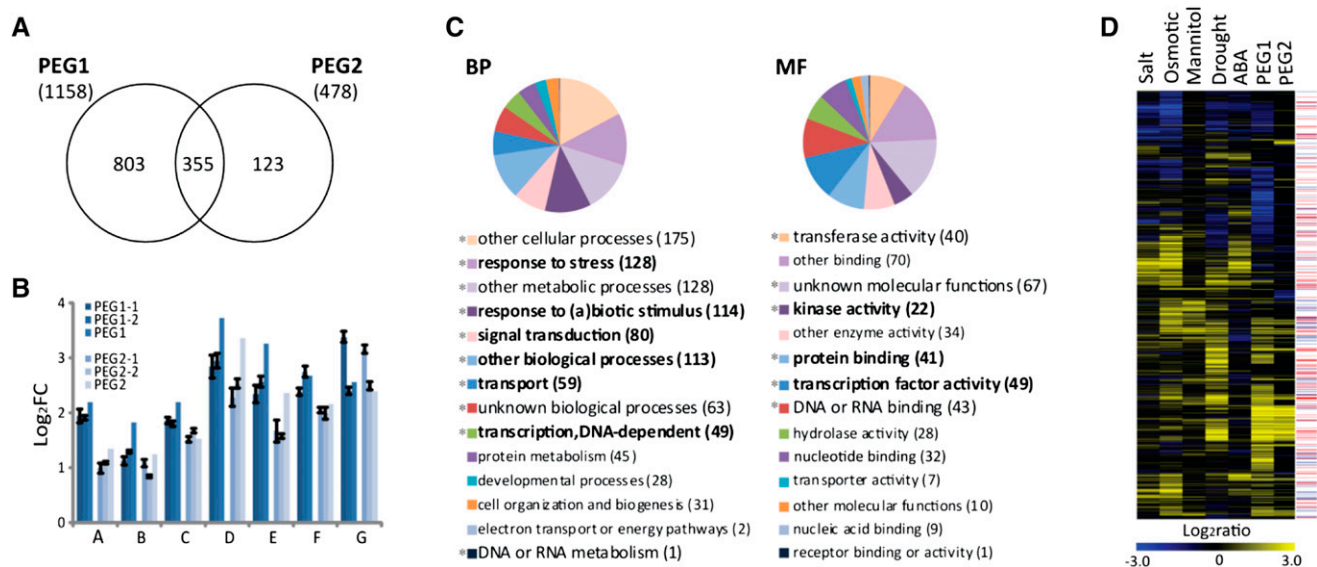 A
PEG1
(1158)
PEG2
(478)
803
355
123
B
PEG1-1
PEG1-2
PEG1
PEG2-1
PEG2-2
PEG2
Log₂FC
4
3
2
1
0
A B C D E F G
C
BP
*other cellular processes (175)
*response to stress (128)
*other metabolic processes (128)
*response to (a)biotic stimulus (114)
*signal transduction (80)
*other biological processes (113)
*transport (59)
*unknown biological processes (63)
*transcription,DNA-dependent (49)
protein metabolism (45)
developmental processes (28)
cell organization and biogenesis (31)
electron transport or energy pathways (2)
*DNA or RNA metabolism (1)
MF
*transferase activity (40)
other binding (70)
*unknown molecular functions (67)
*kinase activity (22)
other enzyme activity (34)
*protein binding (41)
*transcription factor activity (49)
*DNA or RNA binding (43)
hydrolase activity (28)
nucleotide binding (32)
transporter activity (7)
other molecular functions (10)
nucleic acid binding (9)
receptor binding or activity (1)
D
Salt
Osmotic
Mannitol
Drought
ABA
PEG1
PEG2
Log₂ratio
-3.0 0 3.0